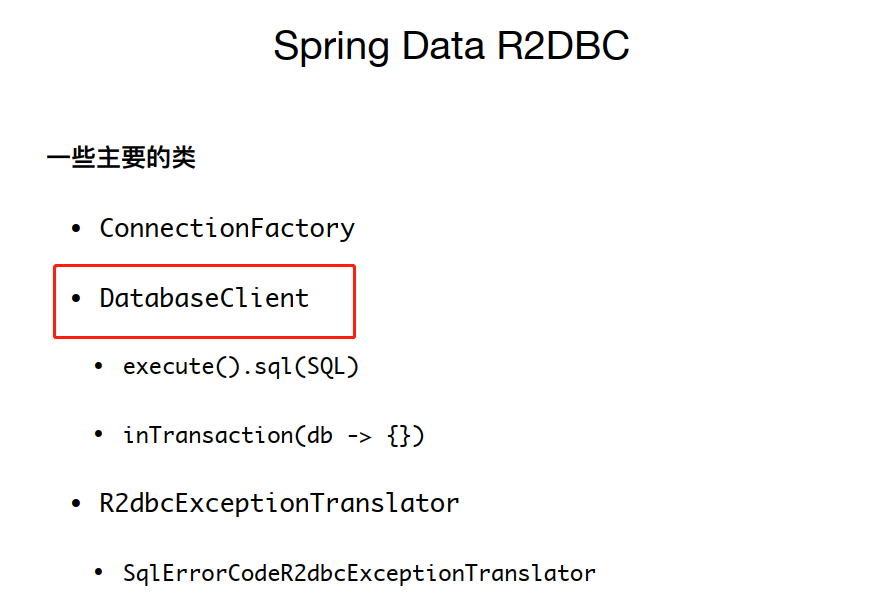 Spring Data R2DBC
一些主要的类
• ConnectionFactory
• DatabaseClient
• execute().sql(SQL)
• inTransaction(db -> {})
• R2dbcExceptionTranslator
• SqlErrorCodeR2dbcExceptionTranslator